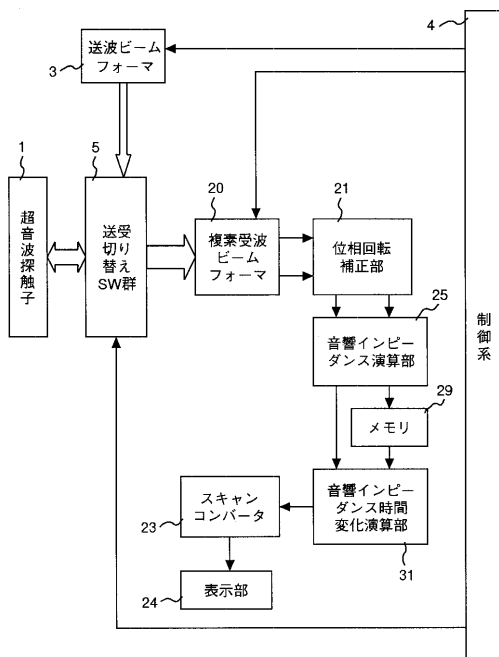 4
送波ビーム
フォーマ
3
1
5
20
21
超音波探触子
送受
切り
替え
SW群
複素受波
ビーム
フォーマ
位相回転
補正部
制御系
25
音響インピー
ダンス演算部
29
メモリ
スキャン
コンバータ
23
音響インピー
ダンス時間
変化演算部
31
表示部
24